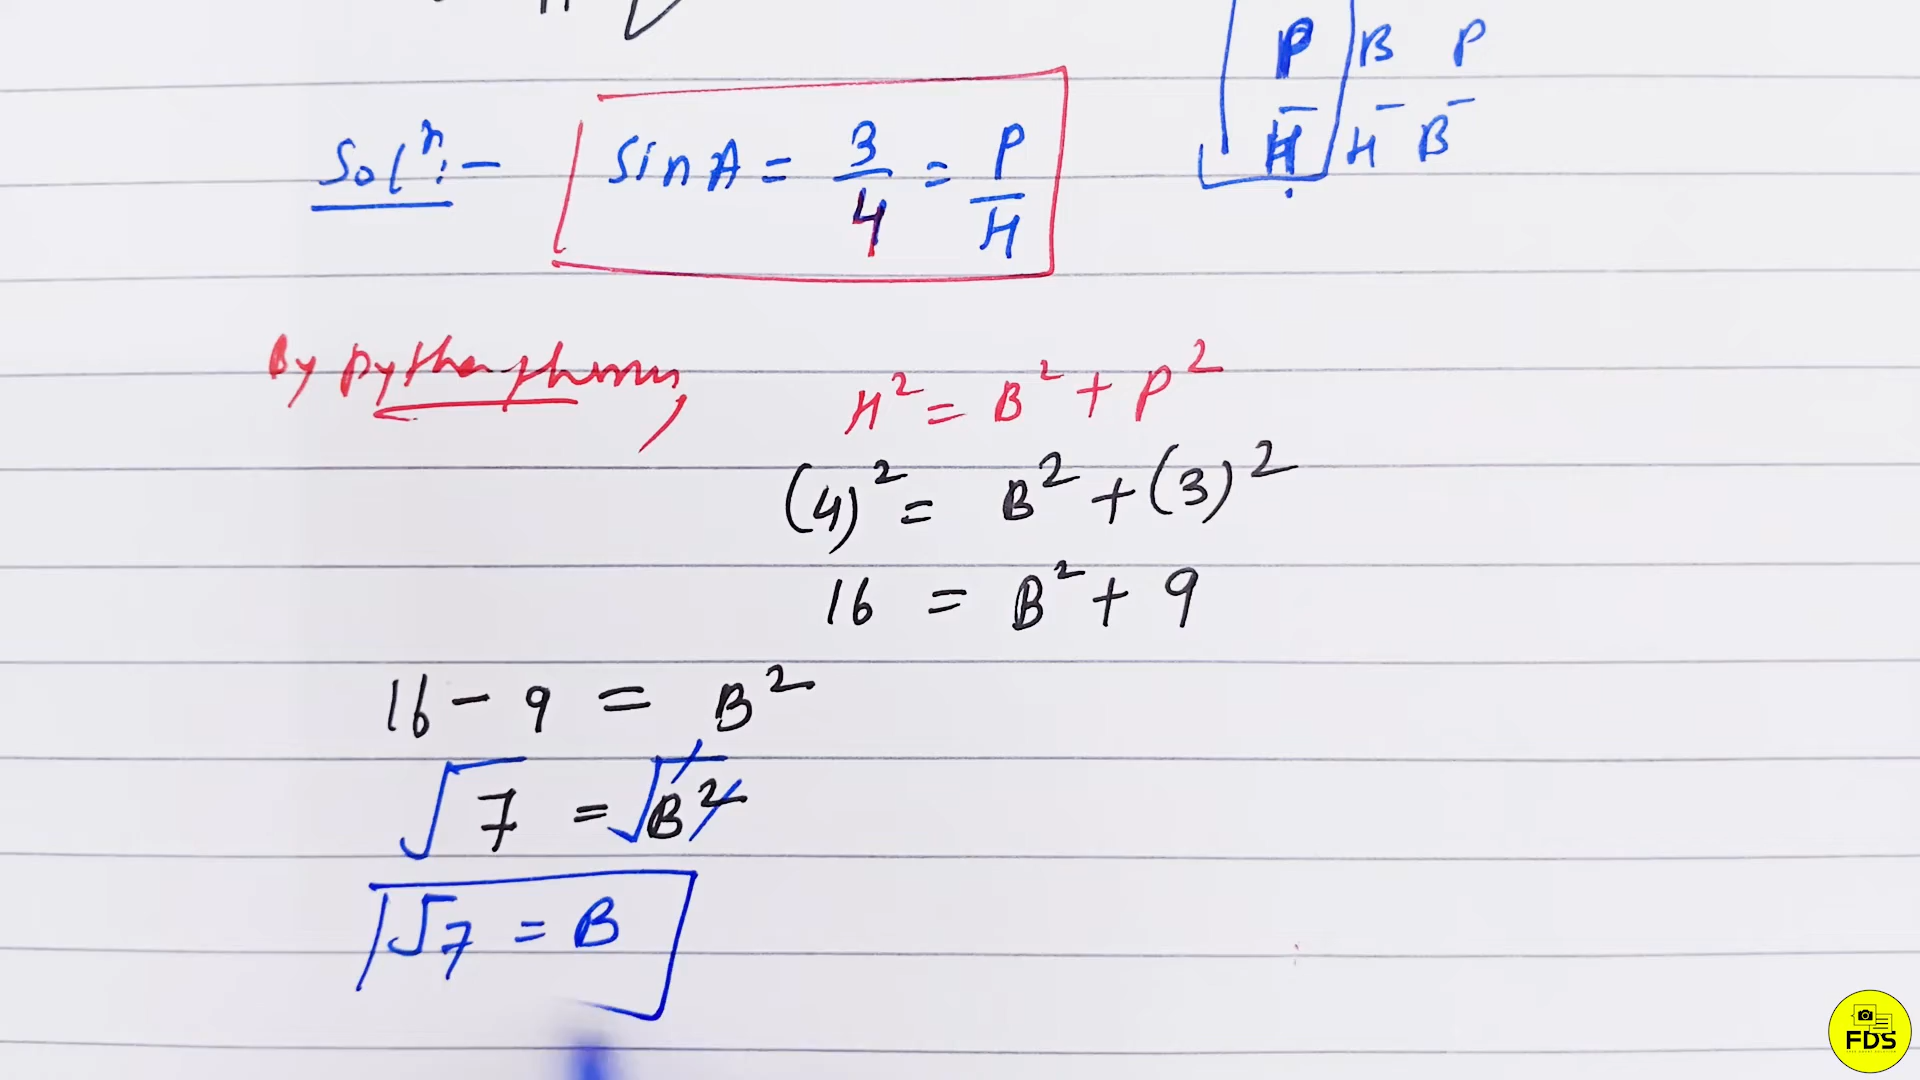 P B P
H H B
Solⁿ:- sin A = 3/4 = P/H
By
H² = B² + P²
(4)² = B² + (3)²
16 = B² + 9
16 - 9 = B²
√7 = √B²
√7 = B
FDS